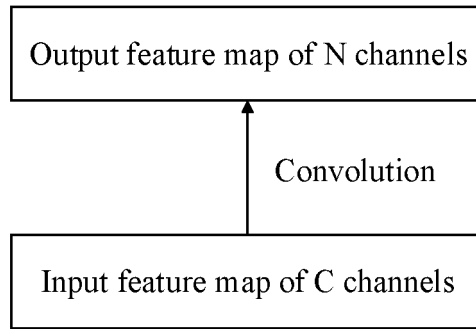 Output feature map of N channels
Convolution
Input feature map of C channels